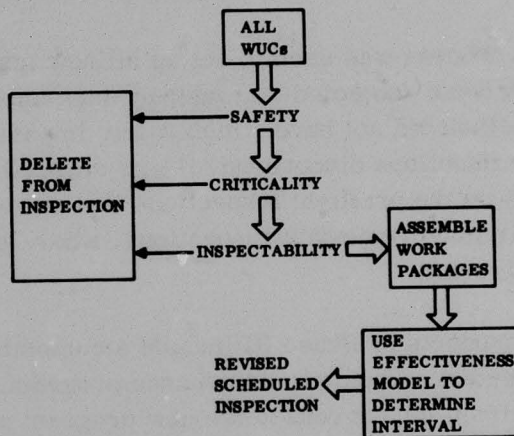 ALL
WUCs
SAFETY
DELETE
FROM
INSPECTION
CRITICALITY
INSPECTABILITY
ASSEMBLE
WORK
PACKAGES
USE
EFFECTIVENESS
MODEL TO
DETERMINE
INTERVAL
REVISED
SCHEDULED
INSPECTION